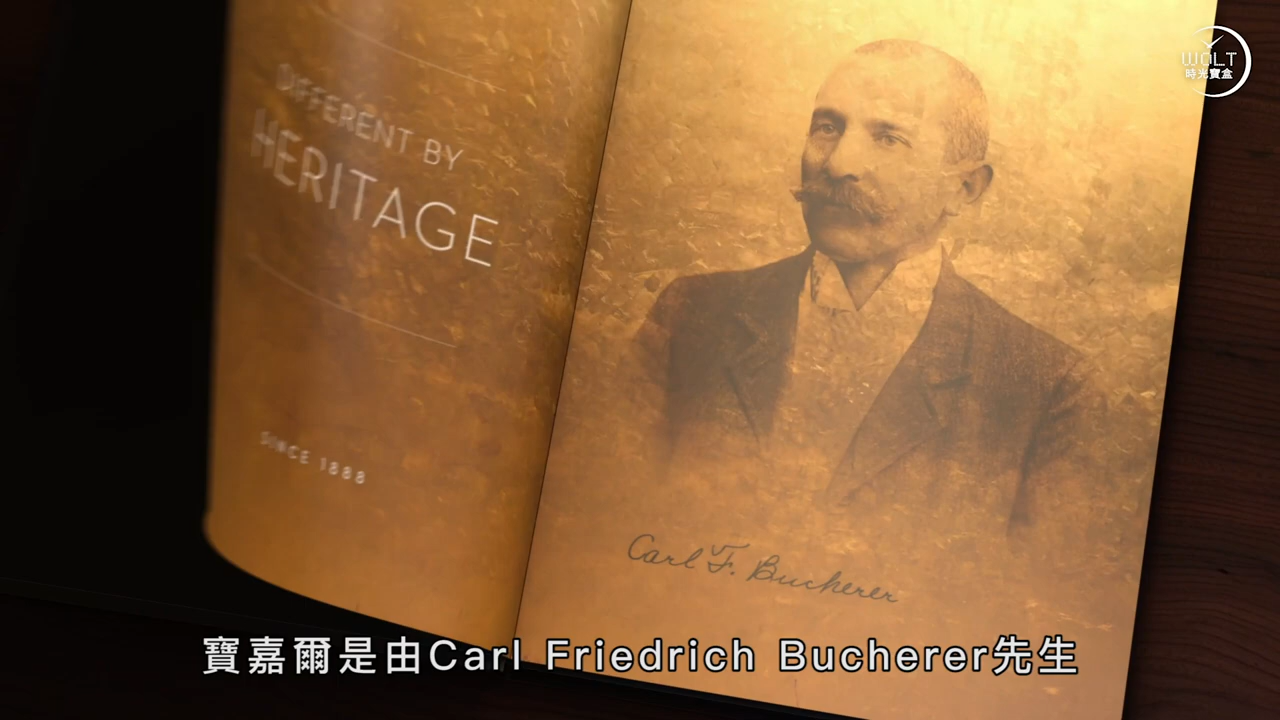 DIFFERENT BY
HERITAGE
SINCE 1888
Carl F. Bucherer
WOLT
時光寶盒
寶嘉爾是由Carl Friedrich Bucherer先生